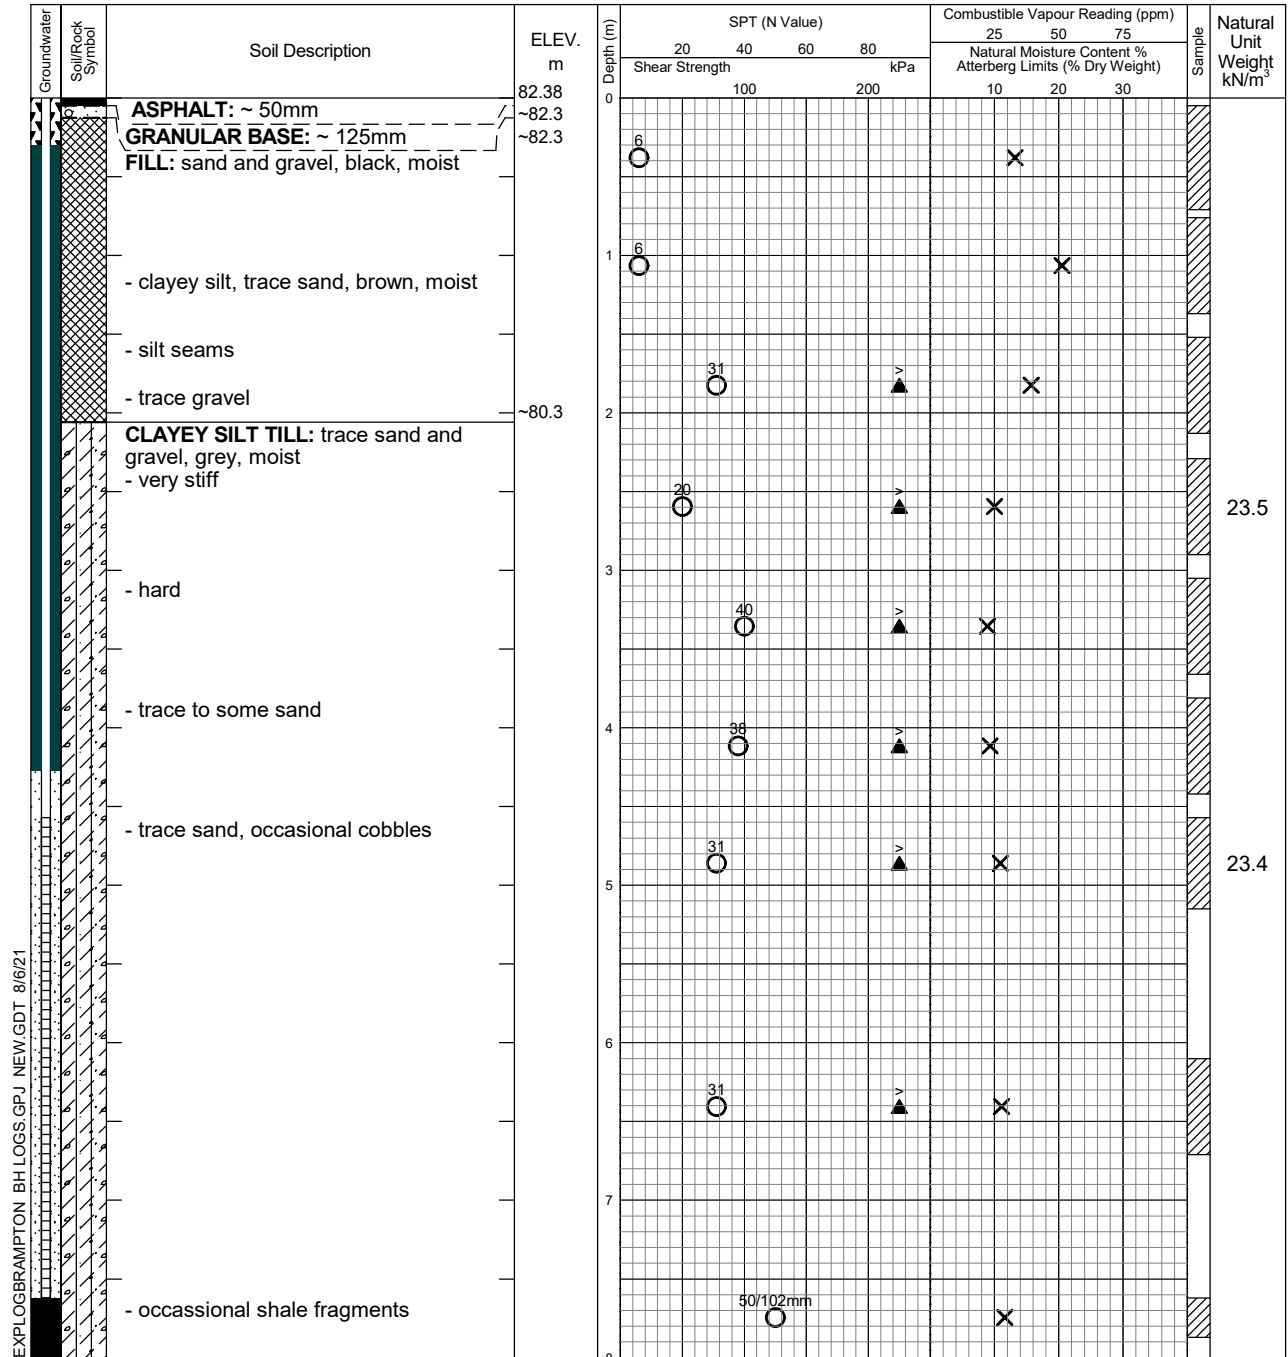 Groundwater
Soil/Rock
Symbol
Soil Description
ELEV.
m
Depth (m)
SPT (N Value)
20 40 60 80
Shear Strength kPa
100 200
Combustible Vapour Reading (ppm)
25 50 75
Natural Moisture Content %
Atterberg Limits (% Dry Weight)
10 20 30
Sample
Natural
Unit
Weight
kN/m³
82.38
0
ASPHALT: ~ 50mm
~82.3
GRANULAR BASE: ~ 125mm
~82.3
FILL: sand and gravel, black, moist
6
6
1
- clayey silt, trace sand, brown, moist
- silt seams
31
>
- trace gravel
~80.3
2
CLAYEY SILT TILL: trace sand and
gravel, grey, moist
- very stiff
20
>
23.5
3
- hard
40
>
- trace to some sand
4
38
>
- trace sand, occasional cobbles
31
>
23.4
5
6
31
>
7
- occassional shale fragments
50/102mm
8
EXPLOGBRAMPTON BH LOGS.GPJ NEW.GDT 8/6/21